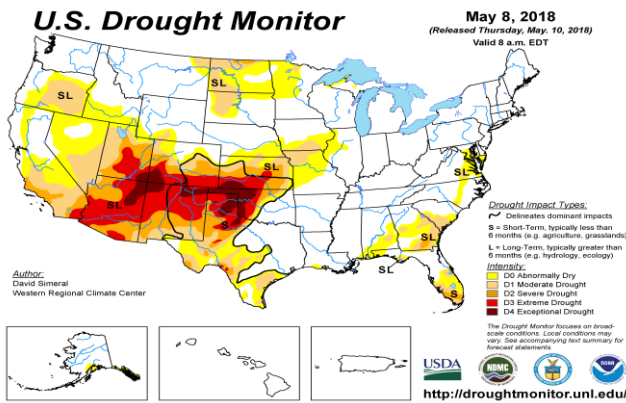 U.S. Drought Monitor
May 8, 2018
(Released Thursday, May. 10, 2018)
Valid 8 a.m. EDT
SL
SL
SL
SL
SL
S
SL
SL
S
Drought Impact Types:
Delineates dominant impacts
S = Short-Term, typically less than
6 months (e.g. agriculture, grasslands)
L = Long-Term, typically greater than
6 months (e.g. hydrology, ecology)
Intensity:
D0 Abnormally Dry
D1 Moderate Drought
D2 Severe Drought
D3 Extreme Drought
D4 Exceptional Drought
Author:
David Simeral
Western Regional Climate Center
The Drought Monitor focuses on broad-
scale conditions. Local conditions may
vary. See accompanying text summary for
forecast statements.
USDA
NDMC
NOAA
http://droughtmonitor.unl.edu/